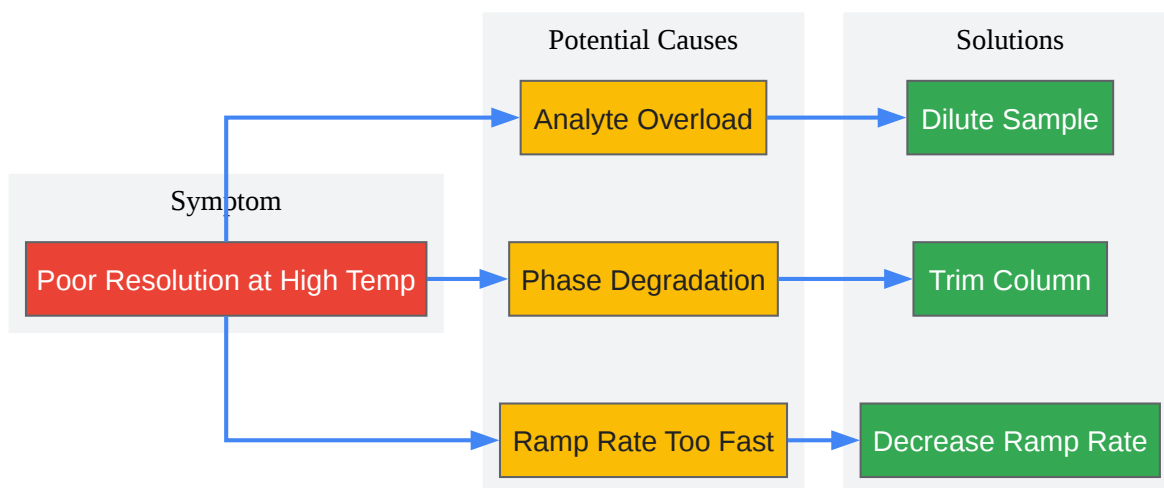 Potential Causes
Solutions
Analyte Overload
Dilute Sample
Symptom
Poor Resolution at High Temp
Phase Degradation
Trim Column
Ramp Rate Too Fast
Decrease Ramp Rate